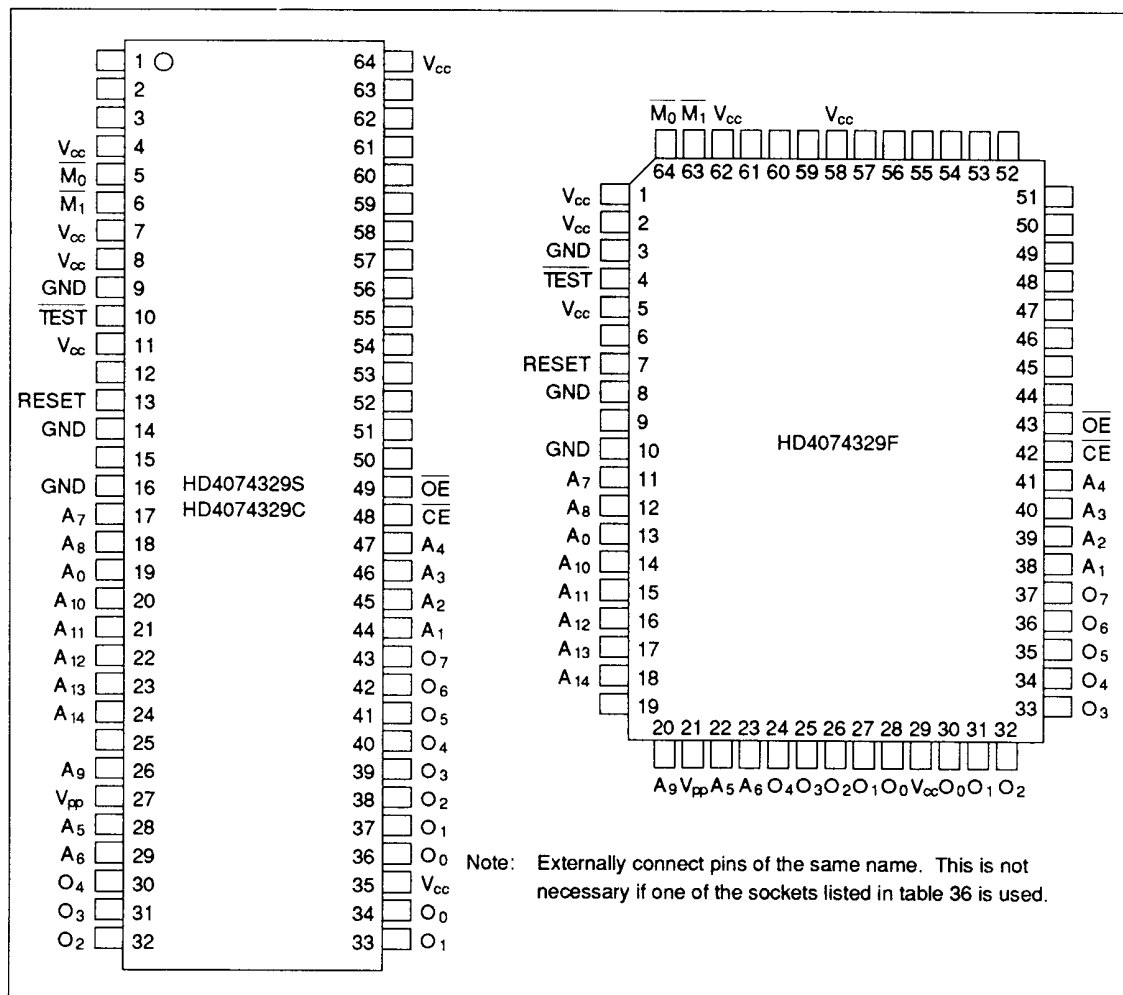 1 64 V̅cc
2 63
3 62
Vcc 4 61
M̅0̅ 5 60
M̅1̅ 6 59
Vcc 7 58
Vcc 8 57
GND 9 56
T̅E̅S̅T̅ 10 55
Vcc 11 54
12 53
RESET 13 52
GND 14 51
15 50
GND 16 HD4074329S 49 O̅E̅
A7 17 HD4074329C 48 C̅E̅
A8 18 47 A4
A0 19 46 A3
A10 20 45 A2
A11 21 44 A1
A12 22 43 O7
A13 23 42 O6
A14 24 41 O5
25 40 O4
A9 26 39 O3
Vpp 27 38 O2
A5 28 37 O1
A6 29 36 O0
O4 30 35 Vcc
O3 31 34 O0
O2 32 33 O1
M̅0̅ M̅1̅ Vcc Vcc
64 63 62 61 60 59 58 57 56 55 54 53 52
Vcc 1 51
Vcc 2 50
GND 3 49
T̅E̅S̅T̅ 4 48
Vcc 5 47
6 46
RESET 7 45
GND 8 44
9 43 O̅E̅
GND 10 HD4074329F 42 C̅E̅
A7 11 41 A4
A8 12 40 A3
A0 13 39 A2
A10 14 38 A1
A11 15 37 O7
A12 16 36 O6
A13 17 35 O5
A14 18 34 O4
19 33 O3
20 21 22 23 24 25 26 27 28 29 30 31 32
A9 Vpp A5 A6 O4 O3 O2 O1 O0 Vcc O0 O1 O2
Note: Externally connect pins of the same name. This is not
necessary if one of the sockets listed in table 36 is used.